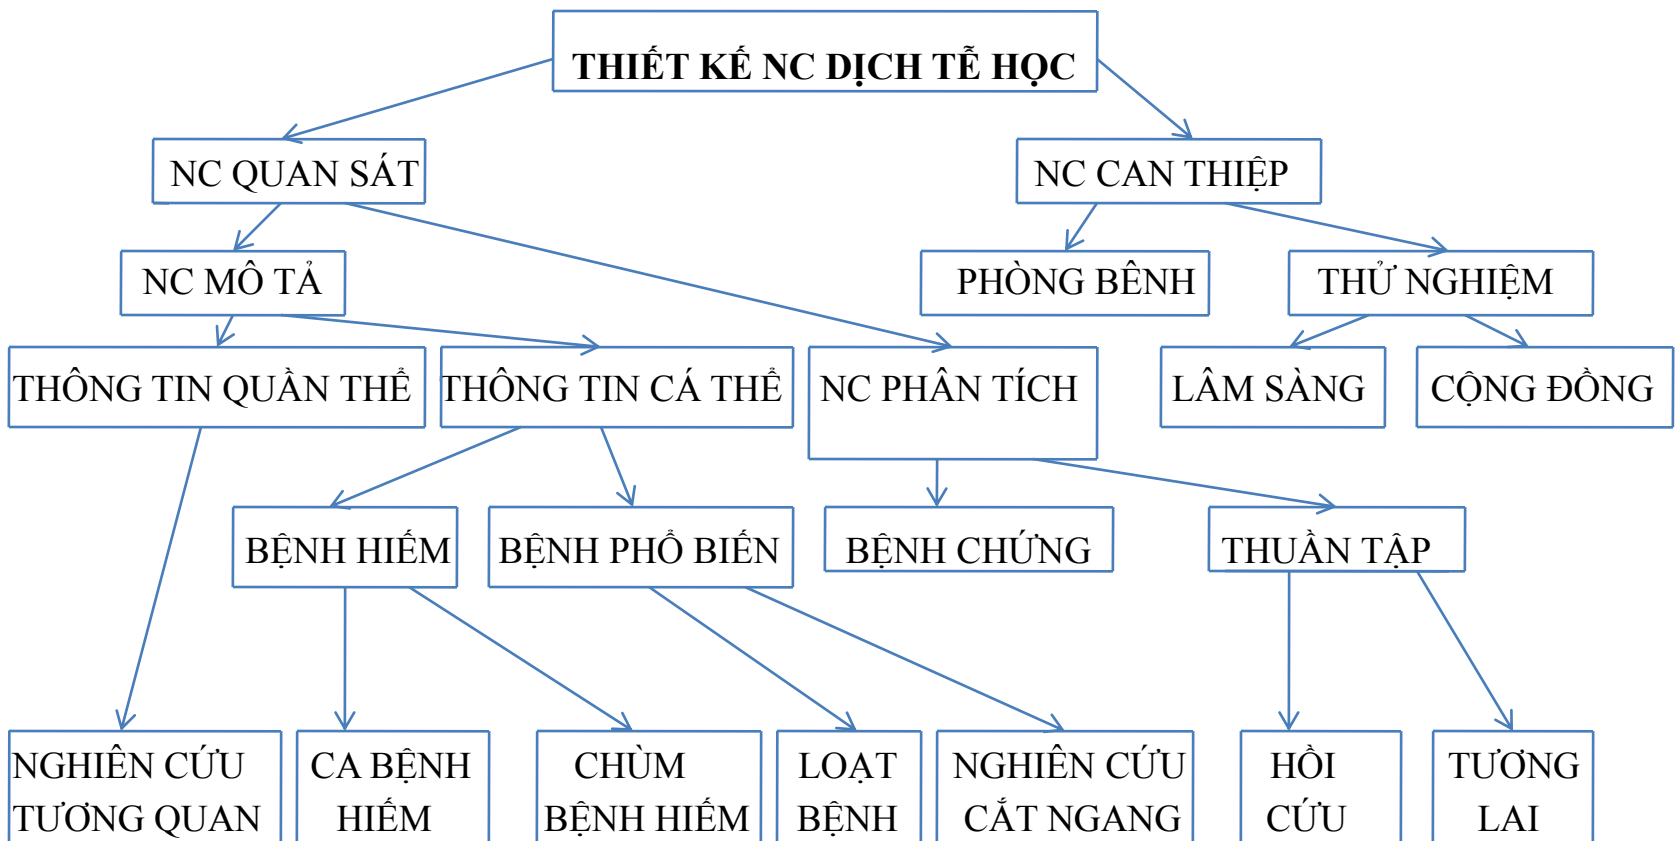 THIẾT KẾ NC DỊCH TỄ HỌC
NC QUAN SÁT
NC CAN THIỆP
NC MÔ TẢ
PHÒNG BÊNH
THỬ NGHIỆM
THÔNG TIN QUẦN THỂ
THÔNG TIN CÁ THỂ
NC PHÂN TÍCH
LÂM SÀNG
CỘNG ĐỒNG
BỆNH HIẾM
BỆNH PHỔ BIẾN
BỆNH CHỨNG
THUẦN TẬP
NGHIÊN CỨU
TƯƠNG QUAN
CA BỆNH
HIẾM
CHÙM
BỆNH HIẾM
LOẠT
BỆNH
NGHIÊN CỨU
CẮT NGANG
HỒI
CỨU
TƯƠNG
LAI